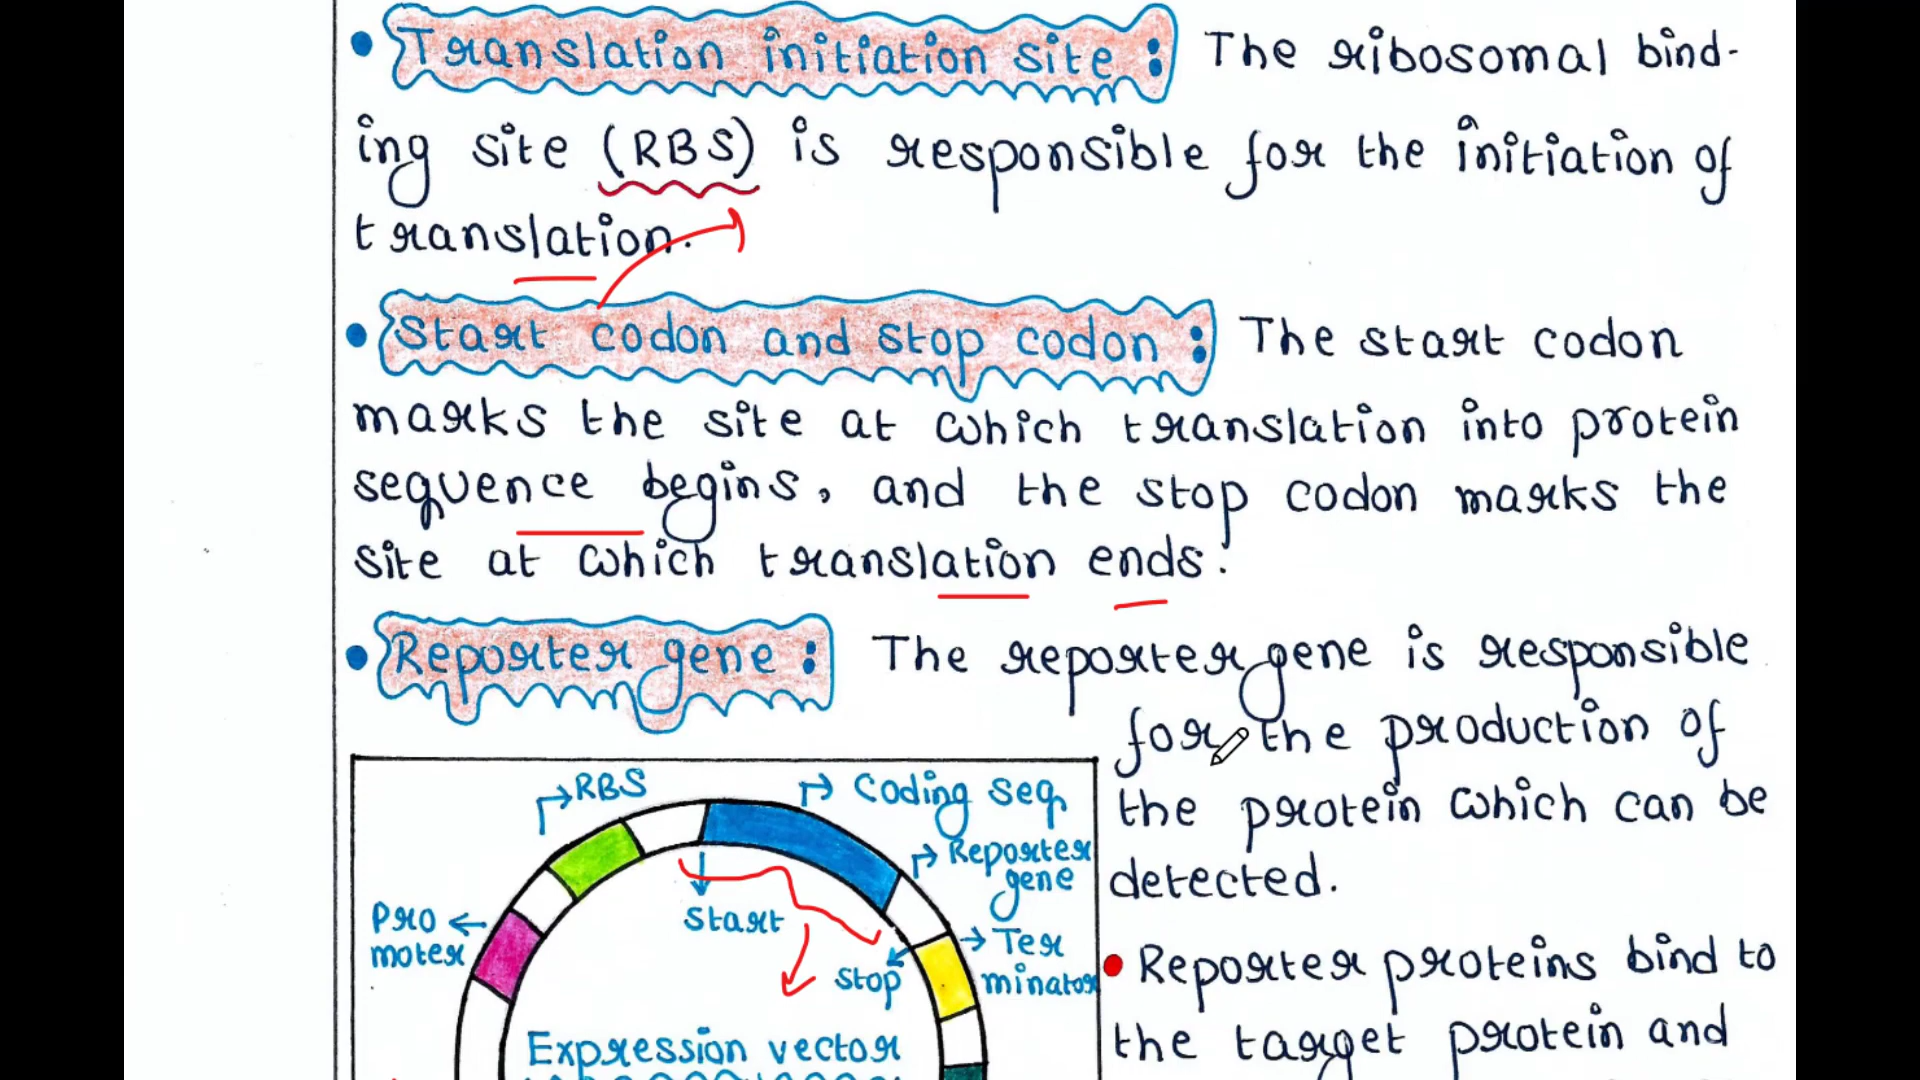 • Translation initiation site : The ribosomal bind-
ing site (RBS) is responsible for the initiation of
translation.
• Start codon and stop codon : The start codon
marks the site at which translation into protein
sequence begins, and the stop codon marks the
site at which translation ends.
• Reporter gene : The reporter gene is responsible
for the production of
the protein which can be
detected.
• Reporter proteins bind to
the target protein and
RBS
Coding Seq.
Reporter
gene
Pro
moter
Start
Ter
minator
Stop
Expression vector